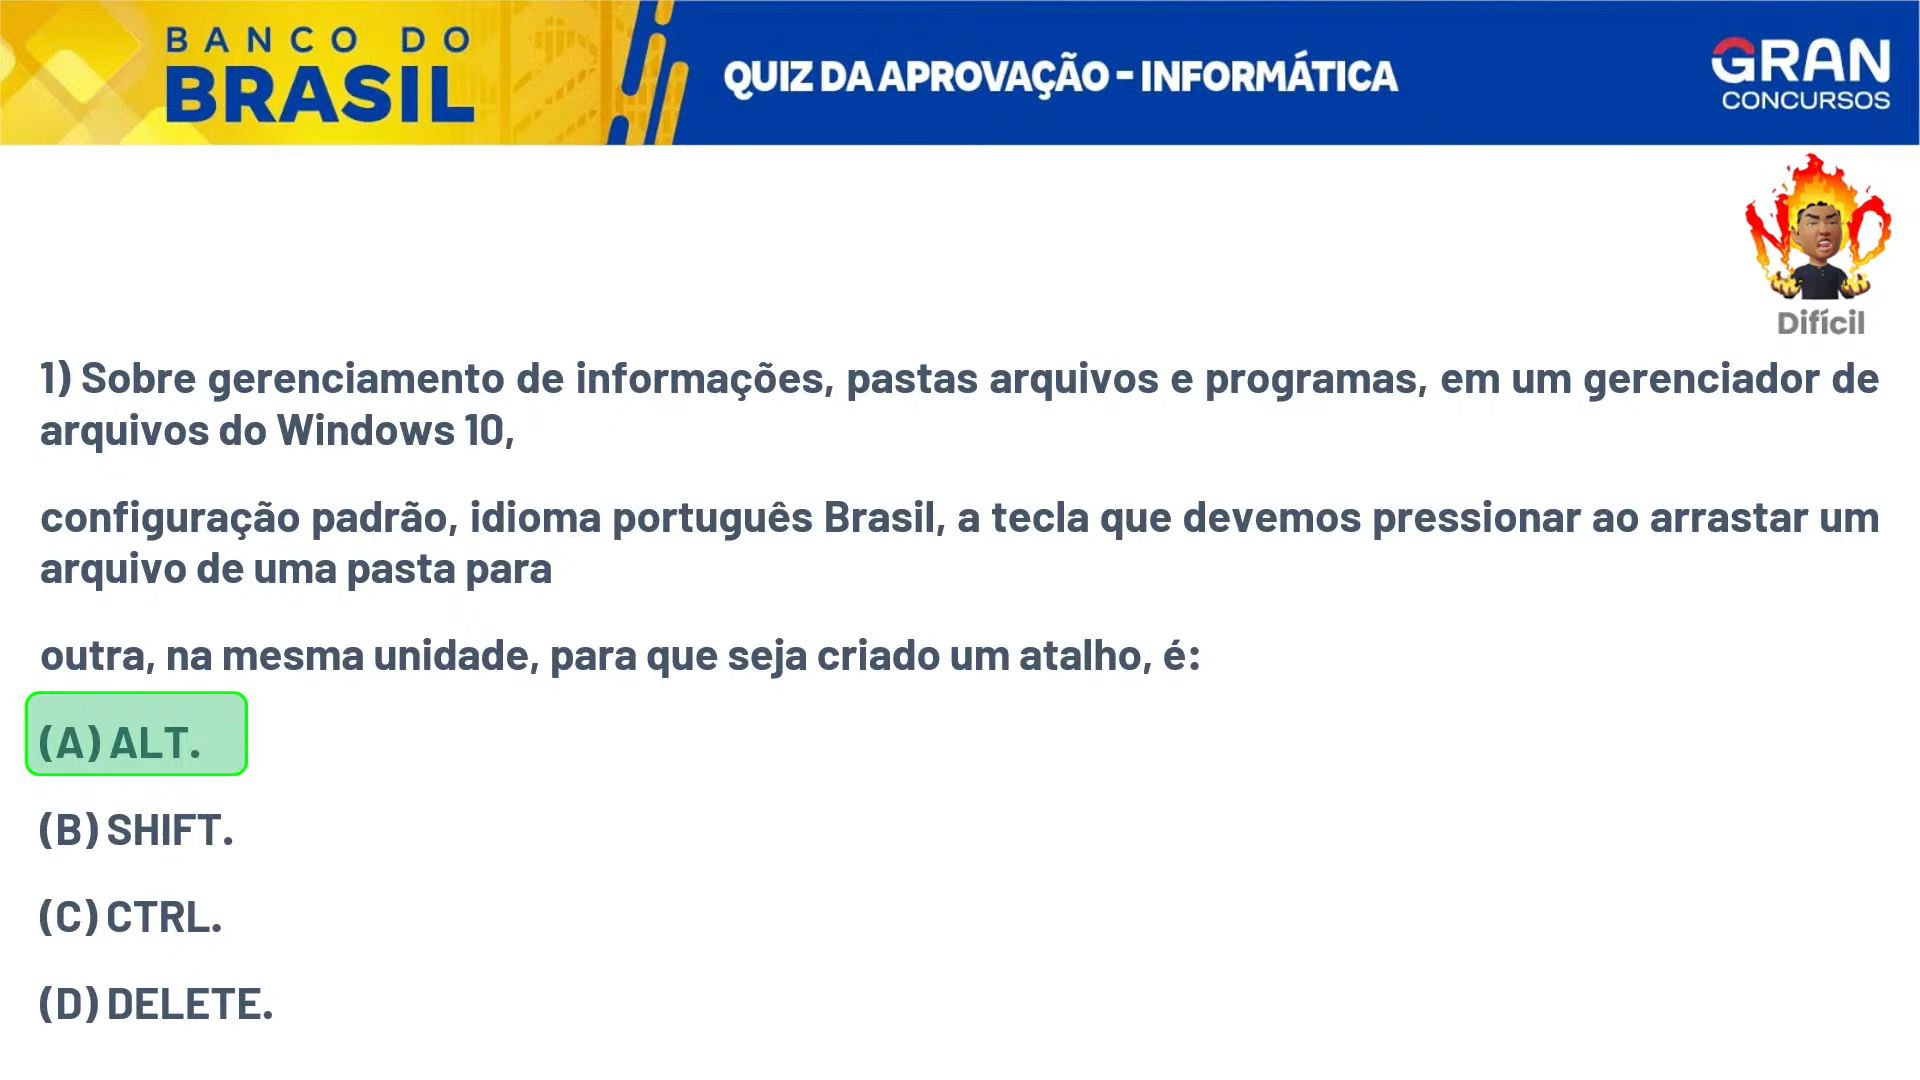 BANCO DO
BRASIL
QUIZ DA APROVAÇÃO - INFORMÁTICA
GRAN
CONCURSOS
Difícil
1) Sobre gerenciamento de informações, pastas arquivos e programas, em um gerenciador de
arquivos do Windows 10,
configuração padrão, idioma português Brasil, a tecla que devemos pressionar ao arrastar um
arquivo de uma pasta para
outra, na mesma unidade, para que seja criado um atalho, é:
(A) ALT.
(B) SHIFT.
(C) CTRL.
(D) DELETE.